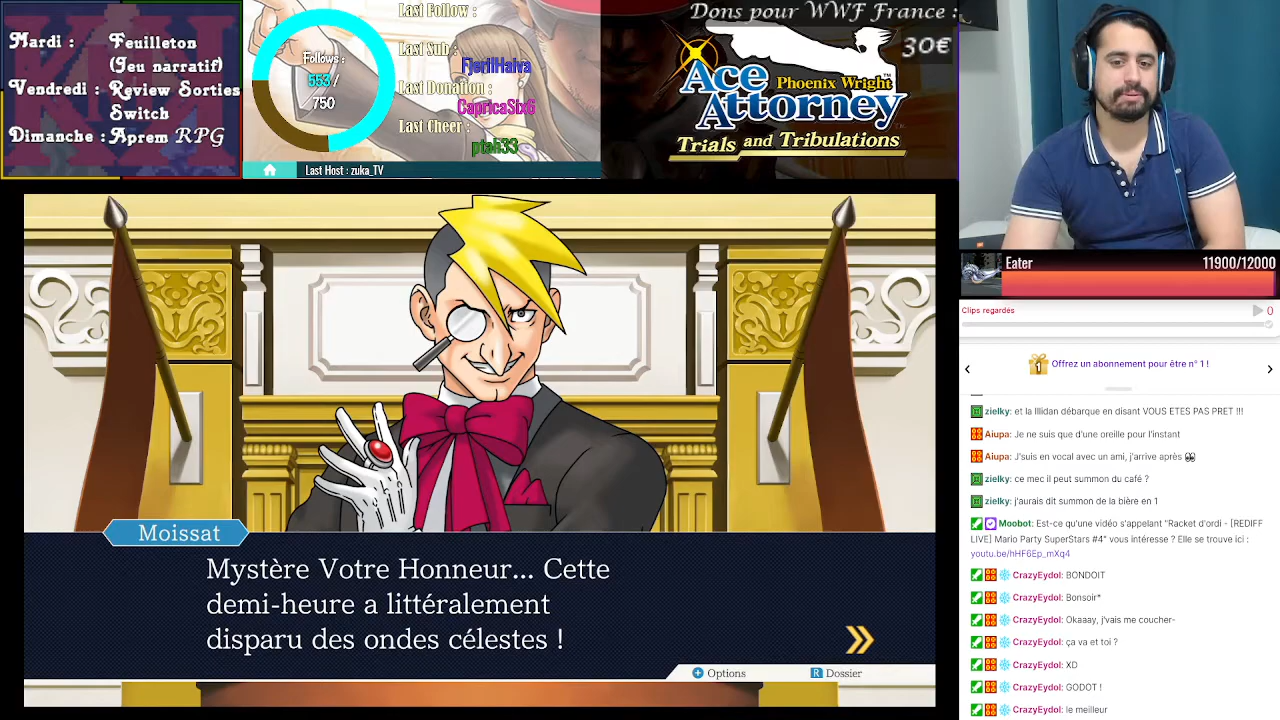 Mardi : Feuilleton
(Jeu narratif)
Vendredi : Review Sorties
Switch
Dimanche : Aprem RPG
Follows :
553 /
750
Last Follow :
Last Sub :
FjerilHaiva
Last Donation :
CapricaSix6
Last Cheer :
ptah33
Last Host : zuka_TV
Dons pour WWF France :
30€
Phoenix Wright™
Ace
Attorney
Trials and Tribulations
Eater 11900/12000
Clips regardés 0
Offrez un abonnement pour être n° 1 !
zielky: et la Illidan débarque en disant VOUS ETES PAS PRET !!!
Aiupa: Je ne suis que d'une oreille pour l'instant
Aiupa: J'suis en vocal avec un ami, j'arrive après
zielky: ce mec il peut summon du café ?
zielky: j'aurais dit summon de la bière en 1
Moobot: Est-ce qu'une vidéo s'appelant "Racket d'ordi - [REDIFF
LIVE] Mario Party SuperStars #4" vous intéresse ? Elle se trouve ici :
youtu.be/hHF6Ep_mXq4
CrazyEydol: BONDOIT
CrazyEydol: Bonsoir*
CrazyEydol: Okaaay, j'vais me coucher-
CrazyEydol: ça va et toi ?
CrazyEydol: XD
CrazyEydol: GODOT !
CrazyEydol: le meilleur
Moissat
Mystère Votre Honneur... Cette
demi-heure a littéralement
disparu des ondes célestes !
Options
R Dossier